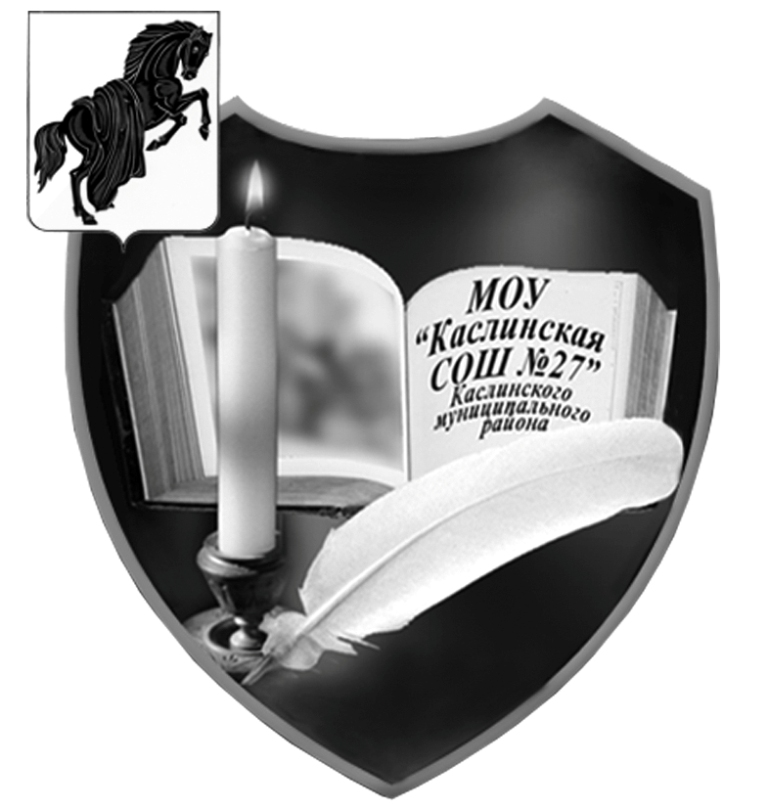 МОУ
“Каслинская
СОШ №27”
Каслинского
муниципального
района